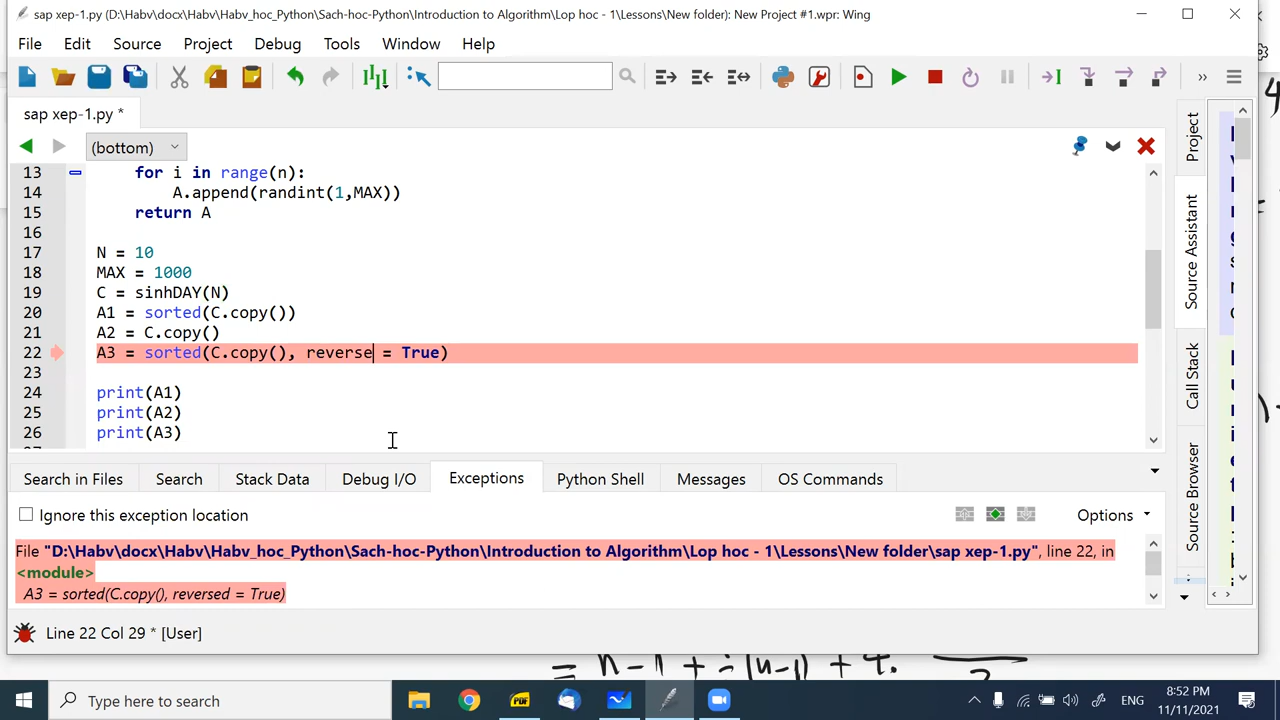 sap xep-1.py (D:\Habv\docx\Habv\Habv_hoc_Python\Sach-hoc-Python\Introduction to Algorithm\Lop hoc - 1\Lessons\New folder): New Project #1.wpr: Wing
File Edit Source Project Debug Tools Window Help
sap xep-1.py *
(bottom)
13 for i in range(n):
14 A.append(randint(1,MAX))
15 return A
16
17 N = 10
18 MAX = 1000
19 C = sinhDAY(N)
20 A1 = sorted(C.copy())
21 A2 = C.copy()
22 A3 = sorted(C.copy(), reverse = True)
23
24 print(A1)
25 print(A2)
26 print(A3)
Project
Source Assistant
Call Stack
Source Browser
Search in Files Search Stack Data Debug I/O Exceptions Python Shell Messages OS Commands
Ignore this exception location Options
File "D:\Habv\docx\Habv\Habv_hoc_Python\Sach-hoc-Python\Introduction to Algorithm\Lop hoc - 1\Lessons\New folder\sap xep-1.py", line 22, in
<module>
A3 = sorted(C.copy(), reversed = True)
Line 22 Col 29 * [User]
Type here to search
PDF
ENG
8:52 PM
11/11/2021